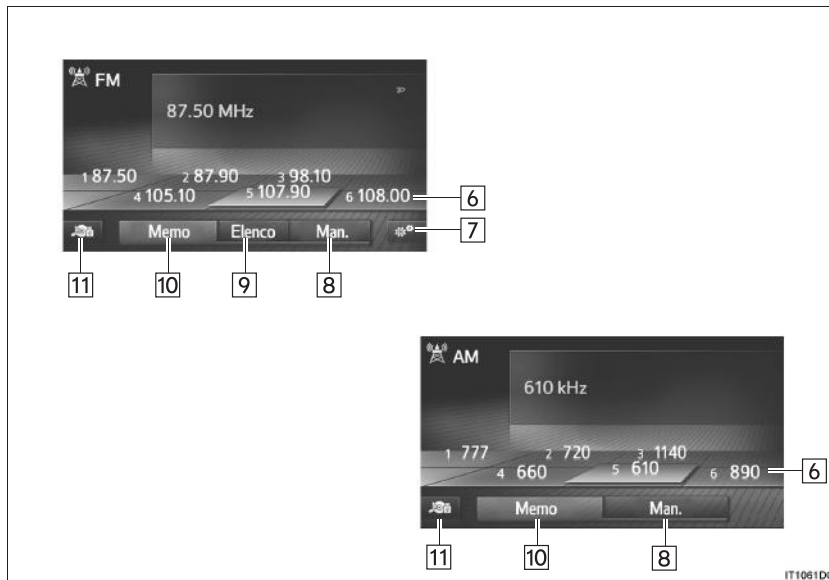 FM
87.50 MHz
1 87.50 2 87.90 3 98.10
4 105.10 5 107.90 6 108.00
6
Memo Elenco Man.
7
11 10 9 8
AM
610 kHz
1 777 2 720 3 1140
4 660 5 610 6 890
6
Memo Man.
11 10 8